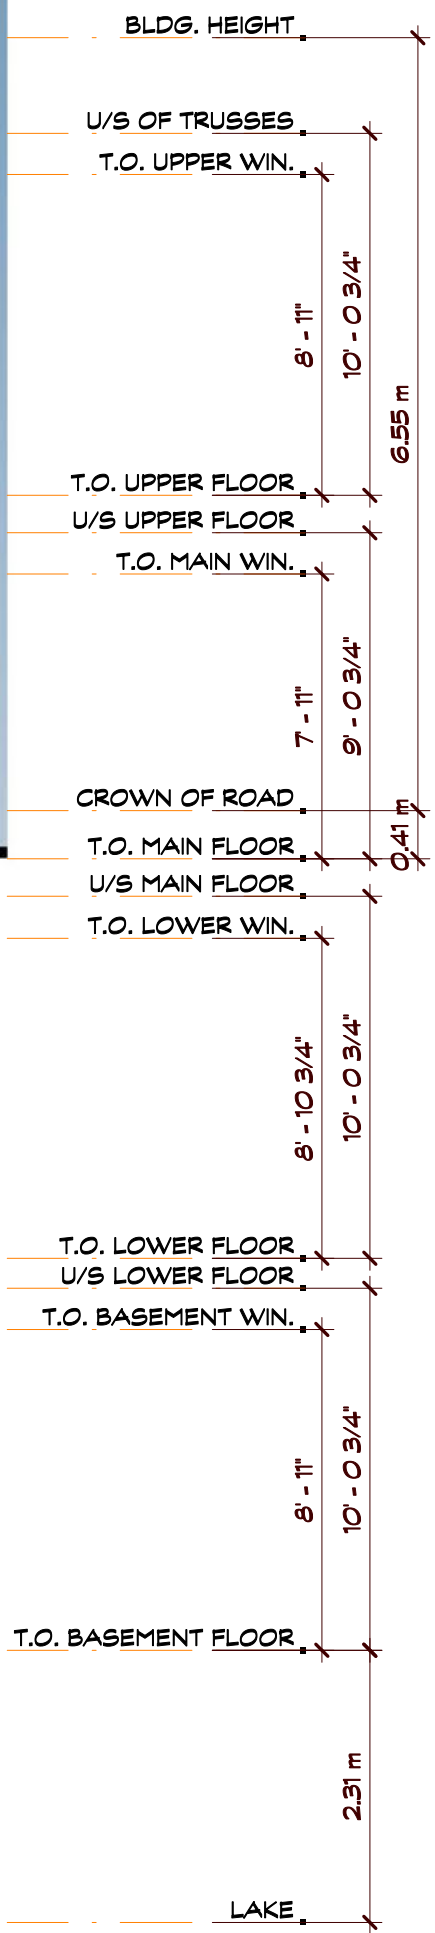 BLDG. HEIGHT
U/S OF TRUSSES
T.O. UPPER WIN.
8' - 11"
10' - 0 3/4"
6.55 m
T.O. UPPER FLOOR
U/S UPPER FLOOR
T.O. MAIN WIN.
7' - 11"
9' - 0 3/4"
CROWN OF ROAD
0.41 m
T.O. MAIN FLOOR
U/S MAIN FLOOR
T.O. LOWER WIN.
8' - 10 3/4"
10' - 0 3/4"
T.O. LOWER FLOOR
U/S LOWER FLOOR
T.O. BASEMENT WIN.
8' - 11"
10' - 0 3/4"
T.O. BASEMENT FLOOR
2.31 m
LAKE